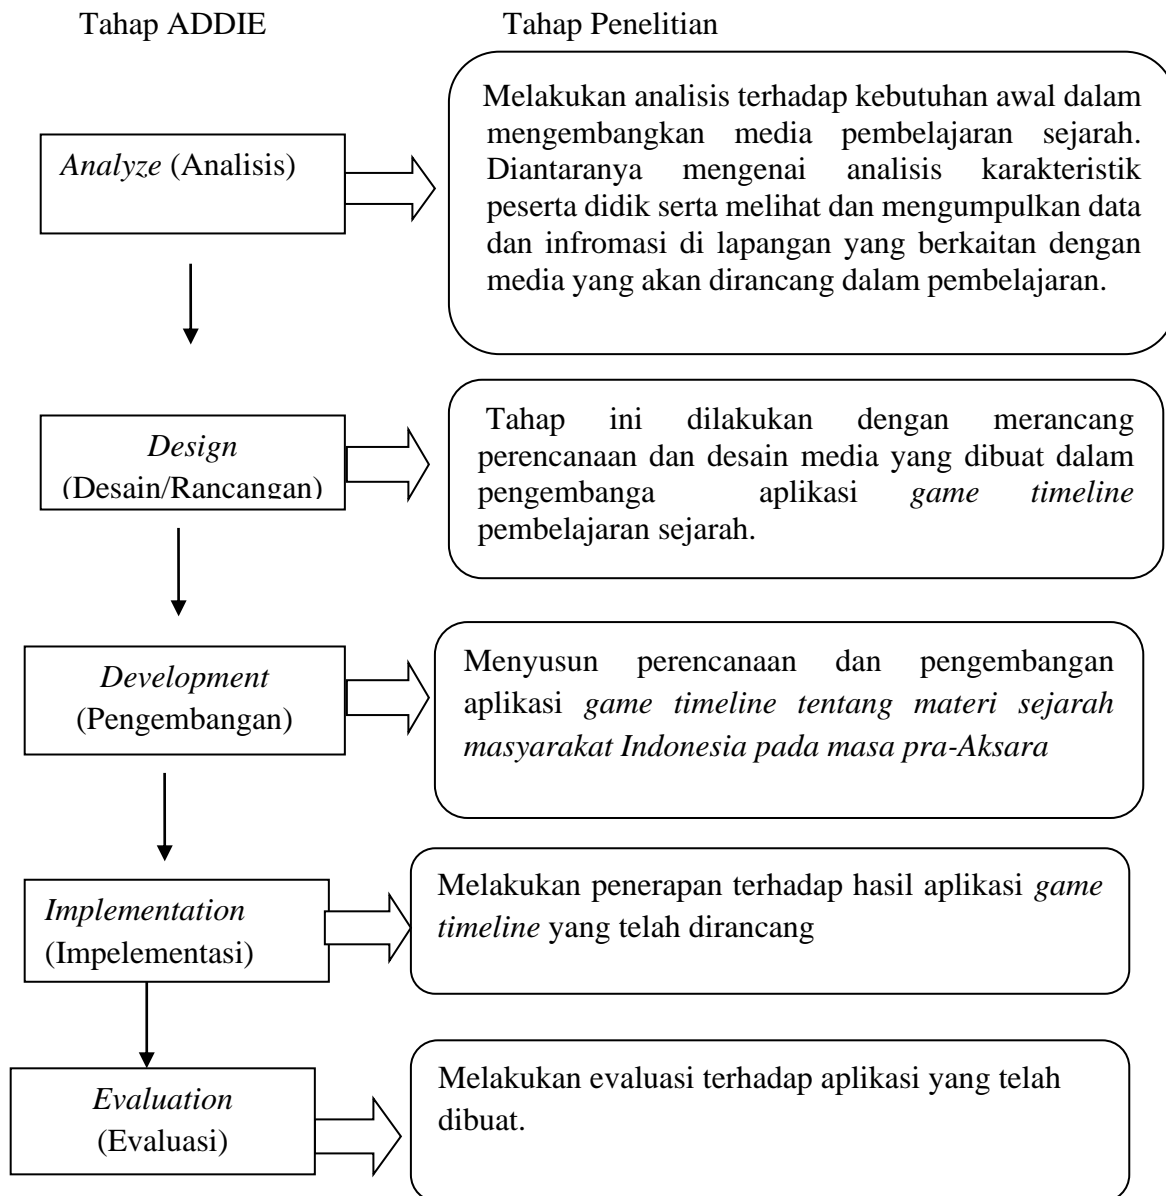 Tahap ADDIE
Tahap Penelitian
Analyze (Analisis)
Melakukan analisis terhadap kebutuhan awal dalam
mengembangkan media pembelajaran sejarah.
Diantaranya mengenai analisis karakteristik
peserta didik serta melihat dan mengumpulkan data
dan infromasi di lapangan yang berkaitan dengan
media yang akan dirancang dalam pembelajaran.
Design
(Desain/Rancangan)
Tahap ini dilakukan dengan merancang
perencanaan dan desain media yang dibuat dalam
pengembanga aplikasi game timeline
pembelajaran sejarah.
Development
(Pengembangan)
Menyusun perencanaan dan pengembangan
aplikasi game timeline tentang materi sejarah
masyarakat Indonesia pada masa pra-Aksara
Implementation
(Impelementasi)
Melakukan penerapan terhadap hasil aplikasi game
timeline yang telah dirancang
Evaluation
(Evaluasi)
Melakukan evaluasi terhadap aplikasi yang telah
dibuat.